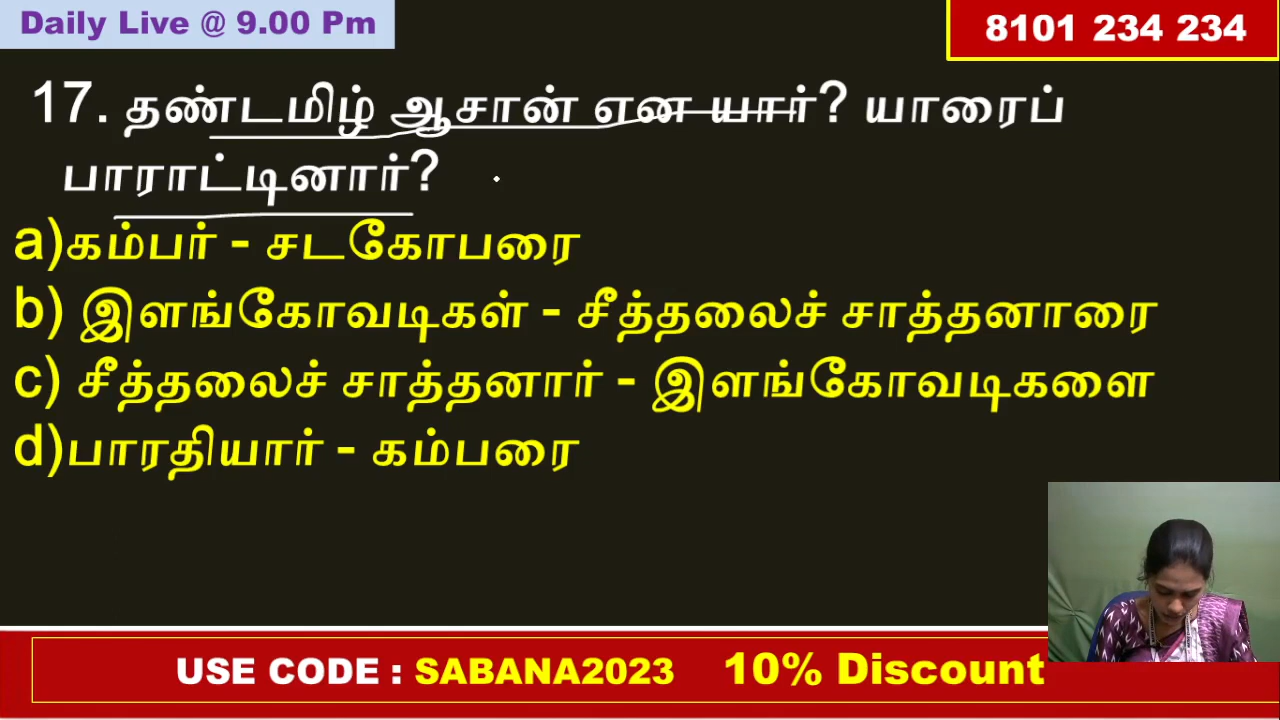 Daily Live @ 9.00 Pm
8101 234 234
17. தண்டமிழ் ஆசான் என யார்? யாரைப்
பாராட்டினார்?
a)கம்பர் - சடகோபரை
b) இளங்கோவடிகள் - சீத்தலைச் சாத்தனாரை
c) சீத்தலைச் சாத்தனார் - இளங்கோவடிகளை
d)பாரதியார் - கம்பரை
USE CODE : SABANA2023 10% Discount